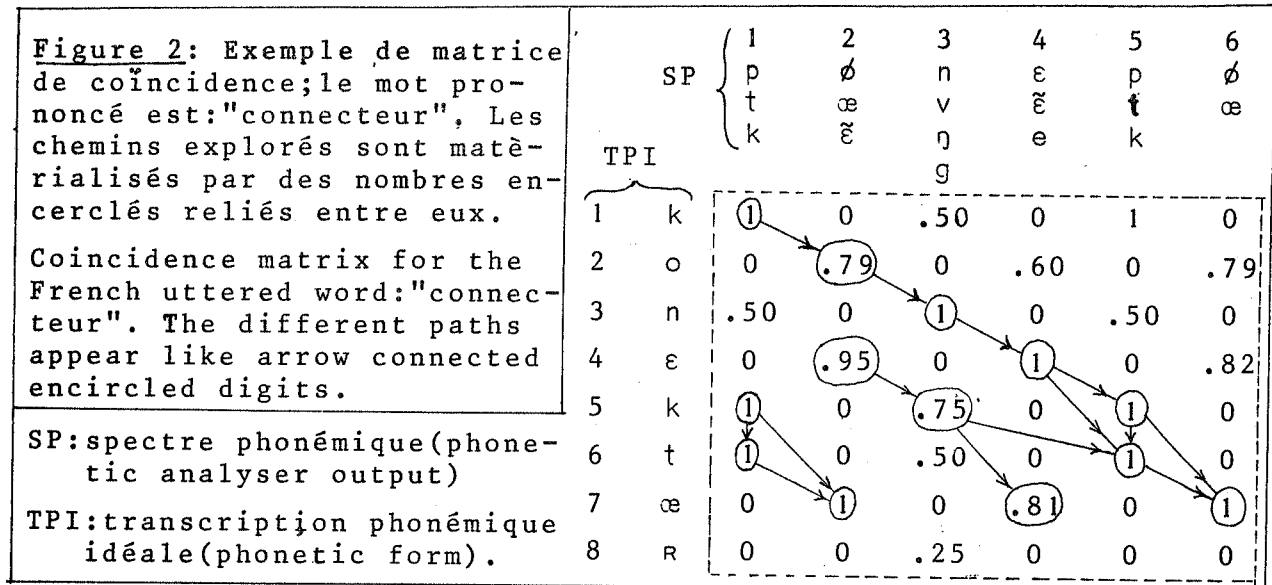 Figure 2: Exemple de matrice
de coïncidence;le mot pro-
noncé est:"connecteur". Les
chemins explorés sont matè-
rialisés par des nombres en-
cerclés reliés entre eux.
Coincidence matrix for the
French uttered word:"connec-
teur". The different paths
appear like arrow connected
encircled digits.
SP:spectre phonémique(phone-
tic analyser output)
TPI:transcription phonémique
idéale(phonetic form).
1 2 3 4 5 6
SP p ø n ɛ p ø
t œ v ɛ̃ t œ
k ɛ̃ ŋ e k
TPI
g
1 k 1 0 .50 0 1 0
2 o 0 .79 0 .60 0 .79
3 n .50 0 1 0 .50 0
4 ɛ 0 .95 0 1 0 .82
5 k 1 0 .75 0 1 0
6 t 1 0 .50 0 1 0
7 œ 0 1 0 .81 0 1
8 R 0 0 .25 0 0 0